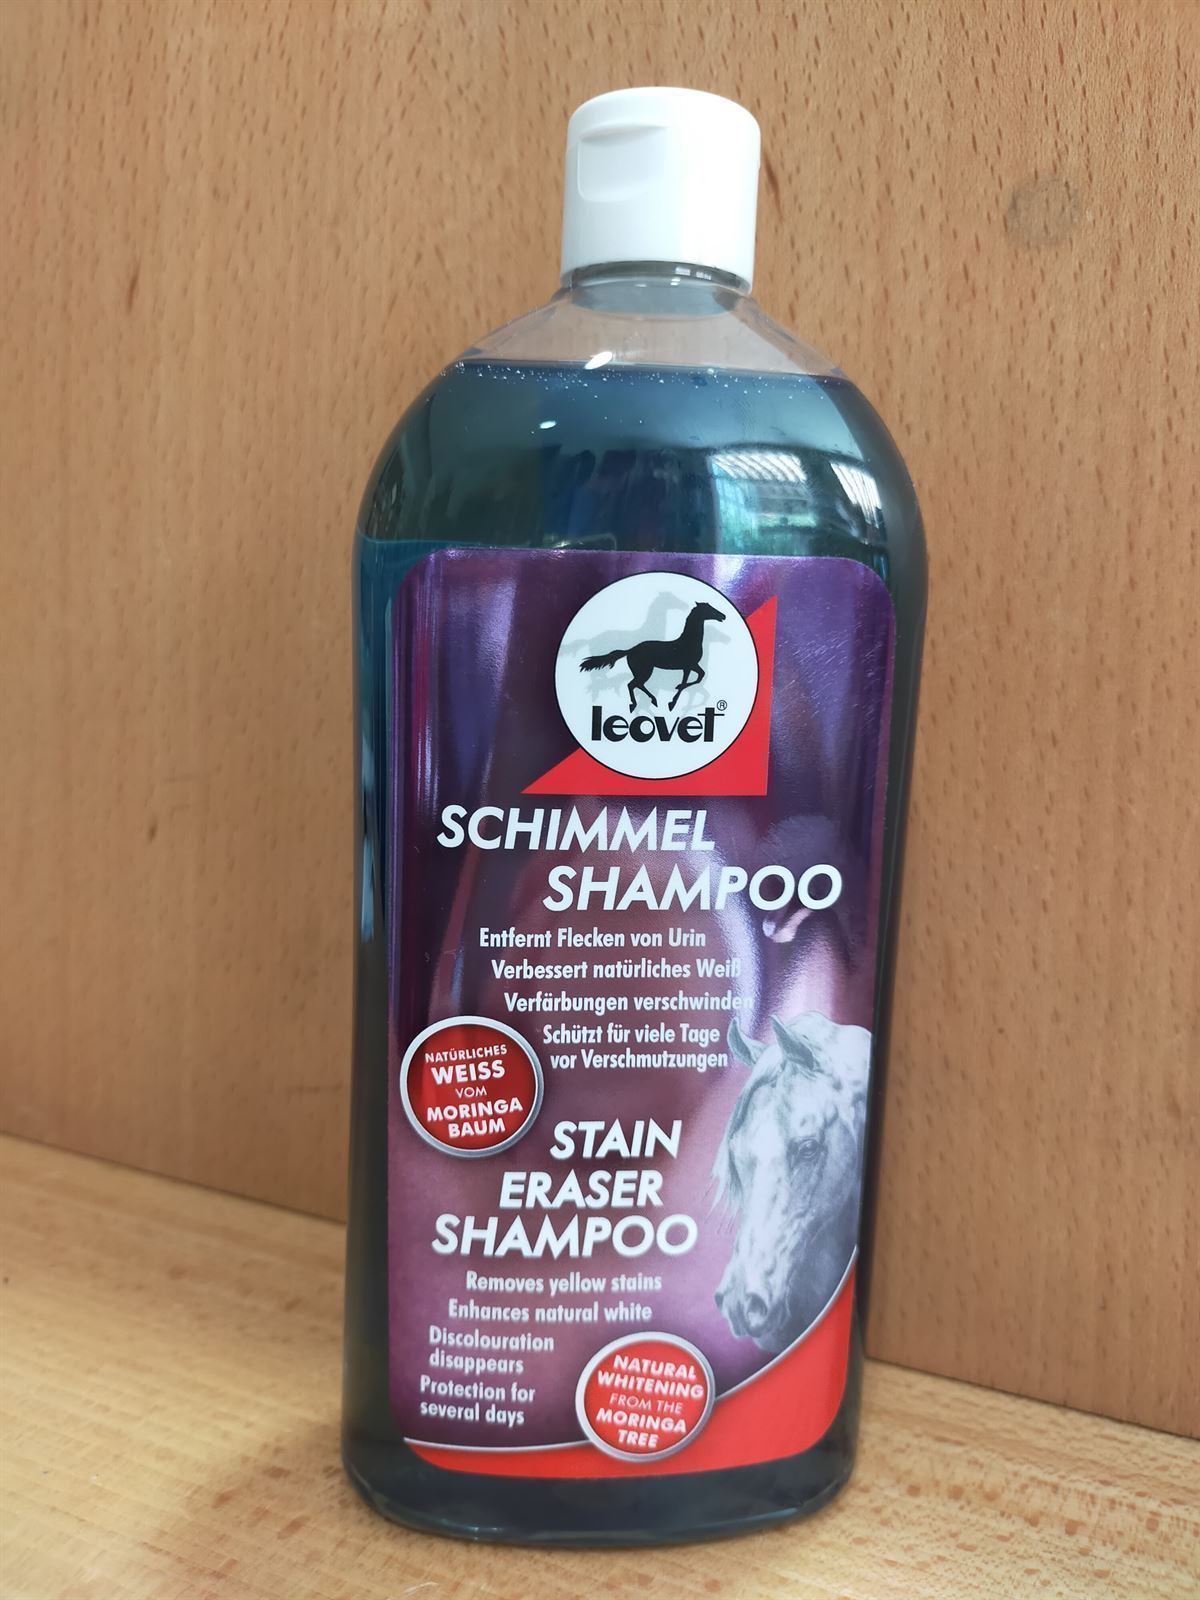 leovet®
SCHIMMEL
SHAMPOO
Entfernt Flecken von Urin
Verbessert natürliches Weiß
Verfärbungen verschwinden
Schützt für viele Tage
vor Verschmutzungen
NATÜRLICHES
WEISS
VOM
MORINGA
BAUM
STAIN
ERASER
SHAMPOO
Removes yellow stains
Enhances natural white
Discolouration
disappears
Protection for
several days
NATURAL
WHITENING
FROM THE
MORINGA
TREE